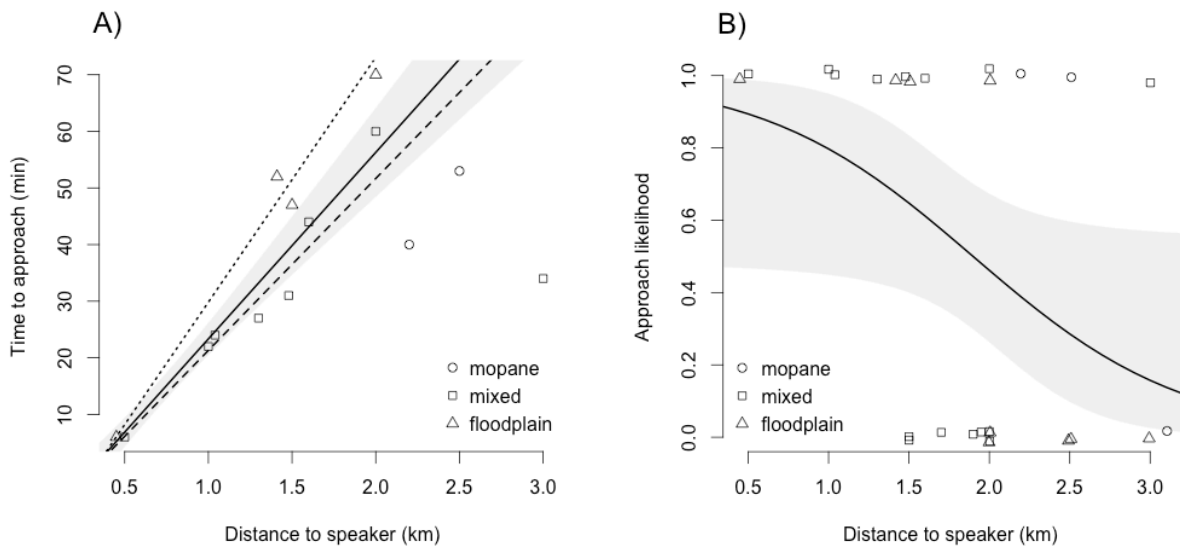 A)
Time to approach (min)
70
60
50
40
30
20
10
mopane
mixed
floodplain
0.5 1.0 1.5 2.0 2.5 3.0
Distance to speaker (km)
B)
Approach likelihood
1.0
0.8
0.6
0.4
0.2
0.0
mopane
mixed
floodplain
0.5 1.0 1.5 2.0 2.5 3.0
Distance to speaker (km)